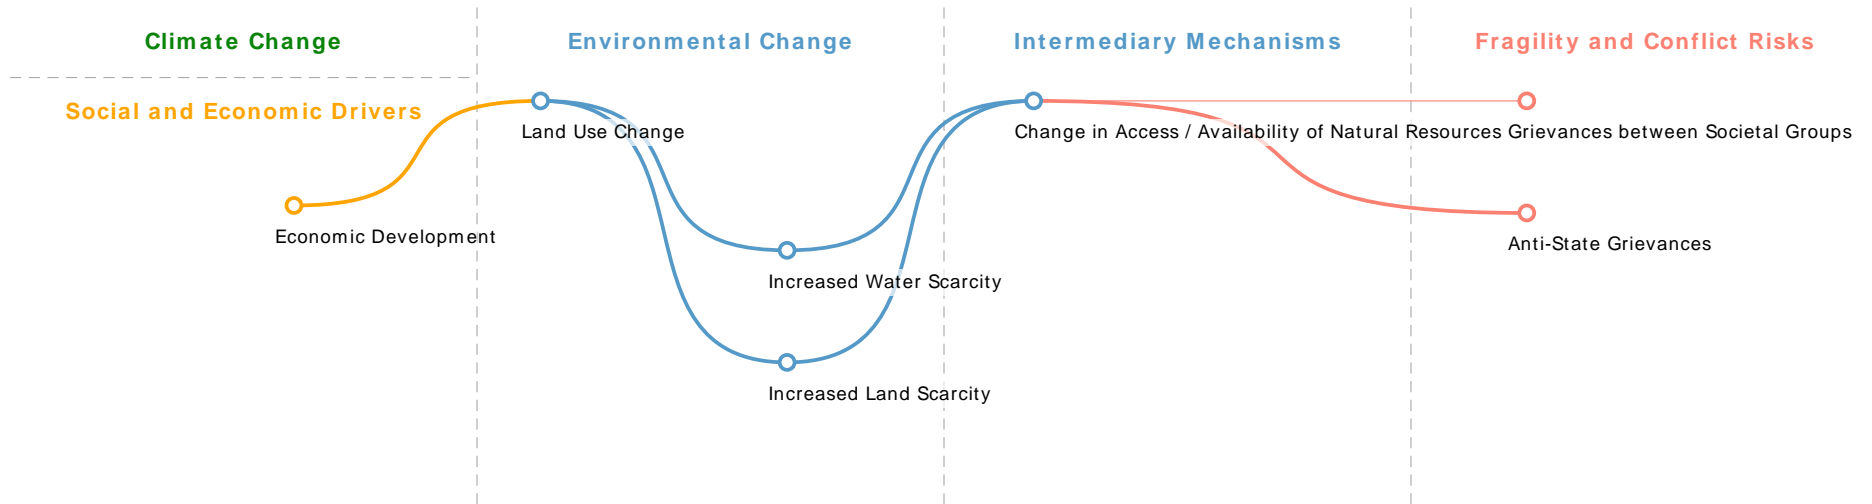 Climate Change
Environmental Change
Intermediary Mechanisms
Fragility and Conflict Risks
Social and Economic Drivers
Land Use Change
Change in Access / Availability of Natural Resources
Grievances between Societal Groups
Economic Development
Anti-State Grievances
Increased Water Scarcity
Increased Land Scarcity